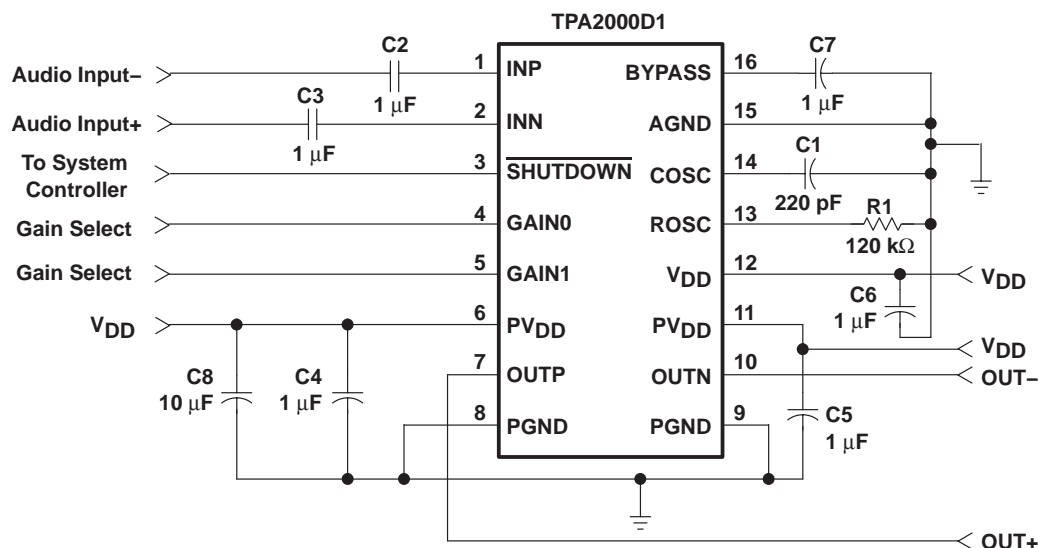 TPA2000D1
Audio Input−
C2
1 μF
1
INP
BYPASS
16
C7
1 μF
Audio Input+
C3
1 μF
2
INN
AGND
15
To System
Controller
3
SHUTDOWN
COSC
14
C1
220 pF
Gain Select
4
GAIN0
ROSC
13
R1
120 kΩ
Gain Select
5
GAIN1
VDD
12
C6
1 μF
VDD
VDD
6
PVDD
PVDD
11
VDD
C8
10 μF
C4
1 μF
7
OUTP
OUTN
10
OUT−
8
PGND
PGND
9
C5
1 μF
OUT+